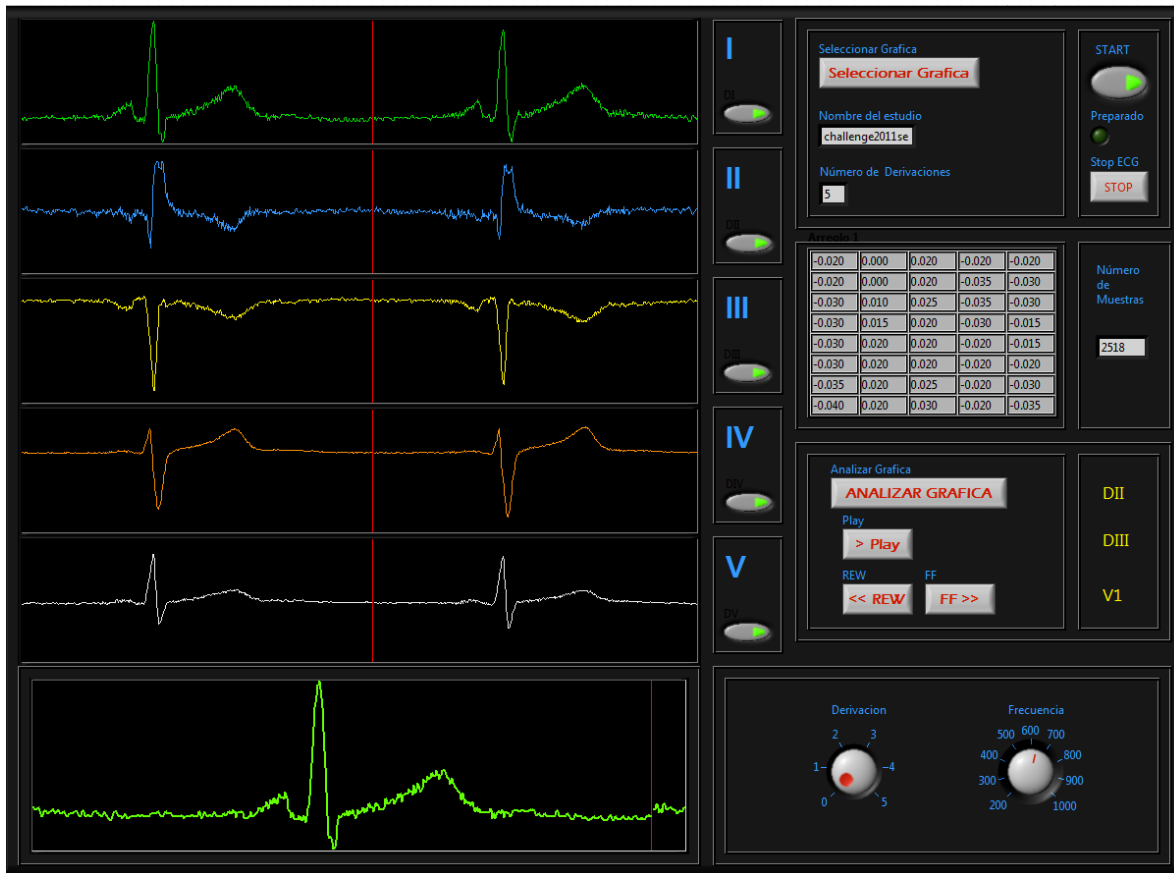 I
DI
II
DII
III
DIII
IV
DIV
V
DV
Seleccionar Grafica
Seleccionar Grafica
Nombre del estudio
challenge2011se
Número de Derivaciones
5
START
Preparado
Stop ECG
STOP
Arreglo 1
-0.020 0.000 0.020 -0.020 -0.020
-0.020 0.000 0.020 -0.035 -0.030
-0.030 0.010 0.025 -0.035 -0.030
-0.030 0.015 0.020 -0.030 -0.015
-0.030 0.020 0.020 -0.020 -0.015
-0.030 0.020 0.020 -0.020 -0.020
-0.035 0.020 0.025 -0.020 -0.030
-0.040 0.020 0.030 -0.020 -0.035
Número
de
Muestras
2518
Analizar Grafica
ANALIZAR GRAFICA
Play
> Play
REW FF
<< REW FF >>
DII
DIII
V1
Derivacion
0 1 2 3 4 5
Frecuencia
200 300 400 500 600 700 800 900 1000